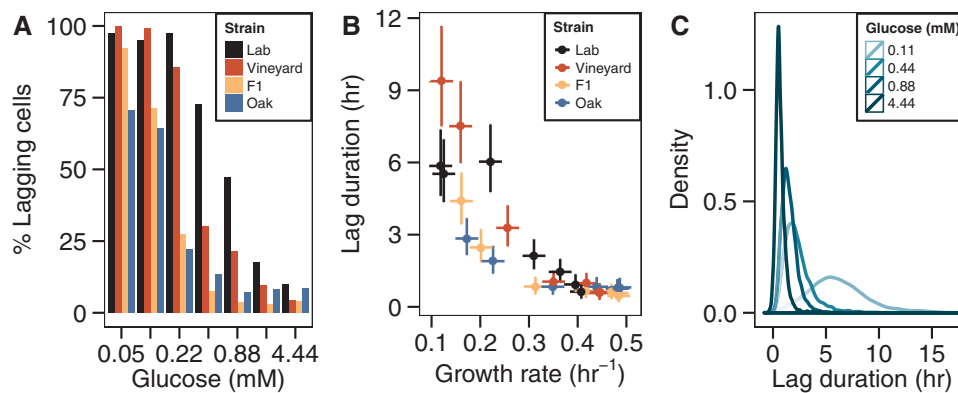 A
100
75
50
25
0
% Lagging cells
0.05 0.22 0.88 4.44
Glucose (mM)
Strain
Lab
Vineyard
F1
Oak
B
12
9
6
3
0
Lag duration (hr)
0.1 0.2 0.3 0.4 0.5
Growth rate (hr⁻¹)
Strain
Lab
Vineyard
F1
Oak
C
1.0
0.5
0.0
Density
0 5 10 15
Lag duration (hr)
Glucose (mM)
0.11
0.44
0.88
4.44